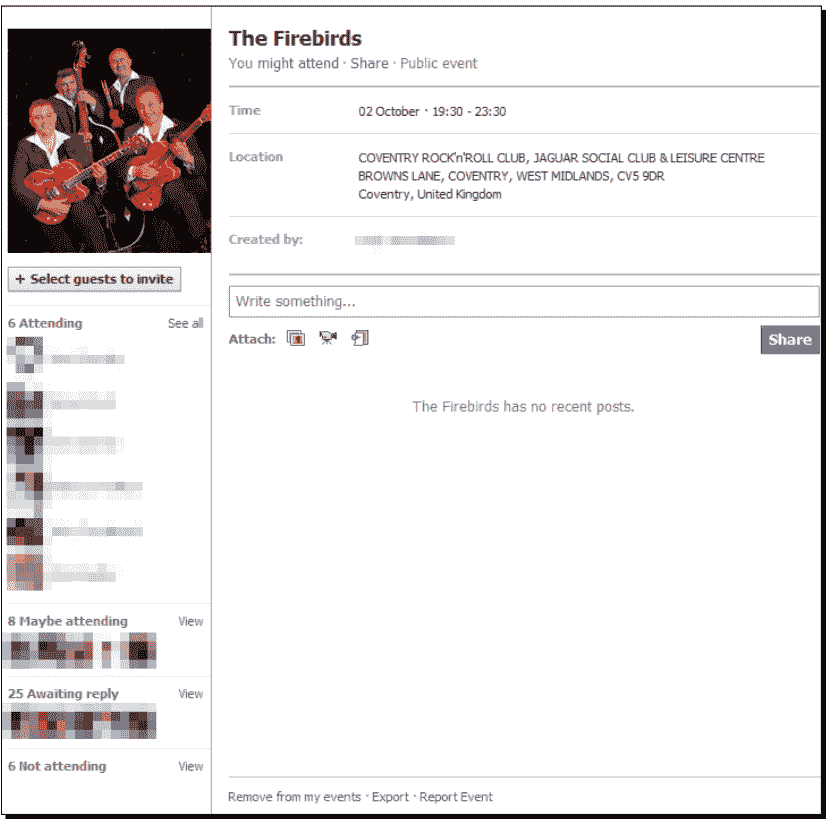 The Firebirds
You might attend · Share · Public event
Time
02 October · 19:30 - 23:30
Location
COVENTRY ROCK'n'ROLL CLUB, JAGUAR SOCIAL CLUB & LEISURE CENTRE
BROWNS LANE, COVENTRY, WEST MIDLANDS, CV5 9DR
Coventry, United Kingdom
Created by:
+ Select guests to invite
Write something...
6 Attending See all
Attach:
Share
The Firebirds has no recent posts.
8 Maybe attending View
25 Awaiting reply View
6 Not attending View
Remove from my events · Export · Report Event